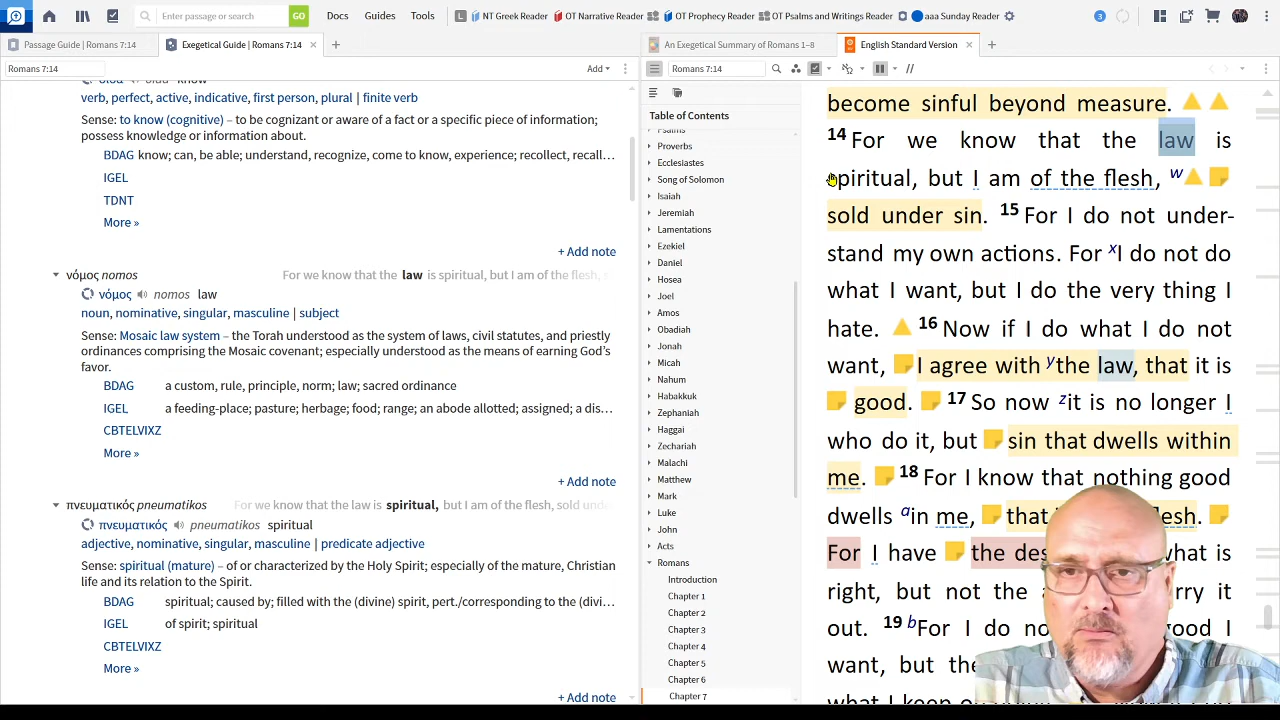 Enter passage or search
GO
Docs
Guides
Tools
L
NT Greek Reader
OT Narrative Reader
OT Prophecy Reader
OT Psalms and Writings Reader
aaa Sunday Reader
3
Passage Guide | Romans 7:14
Exegetical Guide | Romans 7:14
An Exegetical Summary of Romans 1–8
English Standard Version
Romans 7:14
Add
Romans 7:14
verb, perfect, active, indicative, first person, plural | finite verb
Sense: to know (cognitive) – to be cognizant or aware of a fact or a specific piece of information;
possess knowledge or information about.
BDAG know; can, be able; understand, recognize, come to know, experience; recollect, recall…
IGEL
TDNT
More »
+ Add note
νόμος nomos For we know that the law is spiritual, but I am of the flesh,
νόμος nomos law
noun, nominative, singular, masculine | subject
Sense: Mosaic law system – the Torah understood as the system of laws, civil statutes, and priestly
ordinances comprising the Mosaic covenant; especially understood as the means of earning God’s
favor.
BDAG a custom, rule, principle, norm; law; sacred ordinance
IGEL a feeding-place; pasture; herbage; food; range; an abode allotted; assigned; a dis…
CBTELVIXZ
More »
+ Add note
πνευματικός pneumatikos For we know that the law is spiritual, but I am of the flesh, sold unde
πνευματικός pneumatikos spiritual
adjective, nominative, singular, masculine | predicate adjective
Sense: spiritual (mature) – of or characterized by the Holy Spirit; especially of the mature, Christian
life and its relation to the Spirit.
BDAG spiritual; caused by; filled with the (divine) spirit, pert./corresponding to the (divi…
IGEL of spirit; spiritual
CBTELVIXZ
More »
+ Add note
Table of Contents
Psalms
Proverbs
Ecclesiastes
Song of Solomon
Isaiah
Jeremiah
Lamentations
Ezekiel
Daniel
Hosea
Joel
Amos
Obadiah
Jonah
Micah
Nahum
Habakkuk
Zephaniah
Haggai
Zechariah
Malachi
Matthew
Mark
Luke
John
Acts
Romans
Introduction
Chapter 1
Chapter 2
Chapter 3
Chapter 4
Chapter 5
Chapter 6
Chapter 7
become sinful beyond measure.
14 For we know that the law is
spiritual, but I am of the flesh, w
sold under sin. 15 For I do not under-
stand my own actions. For x I do not do
what I want, but I do the very thing I
hate. 16 Now if I do what I do not
want, I agree with y the law, that it is
good. 17 So now z it is no longer I
who do it, but sin that dwells within
me. 18 For I know that nothing good
dwells a in me, that flesh.
For I have the des what is
right, but not the rry it
out. 19 b For I do no good I
want, but the